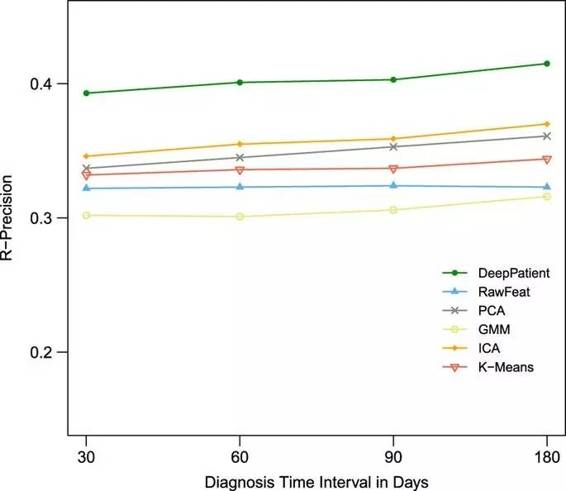 R−Precision
0.4
0.3
0.2
DeepPatient
RawFeat
PCA
GMM
ICA
K−Means
30 60 90 180
Diagnosis Time Interval in Days